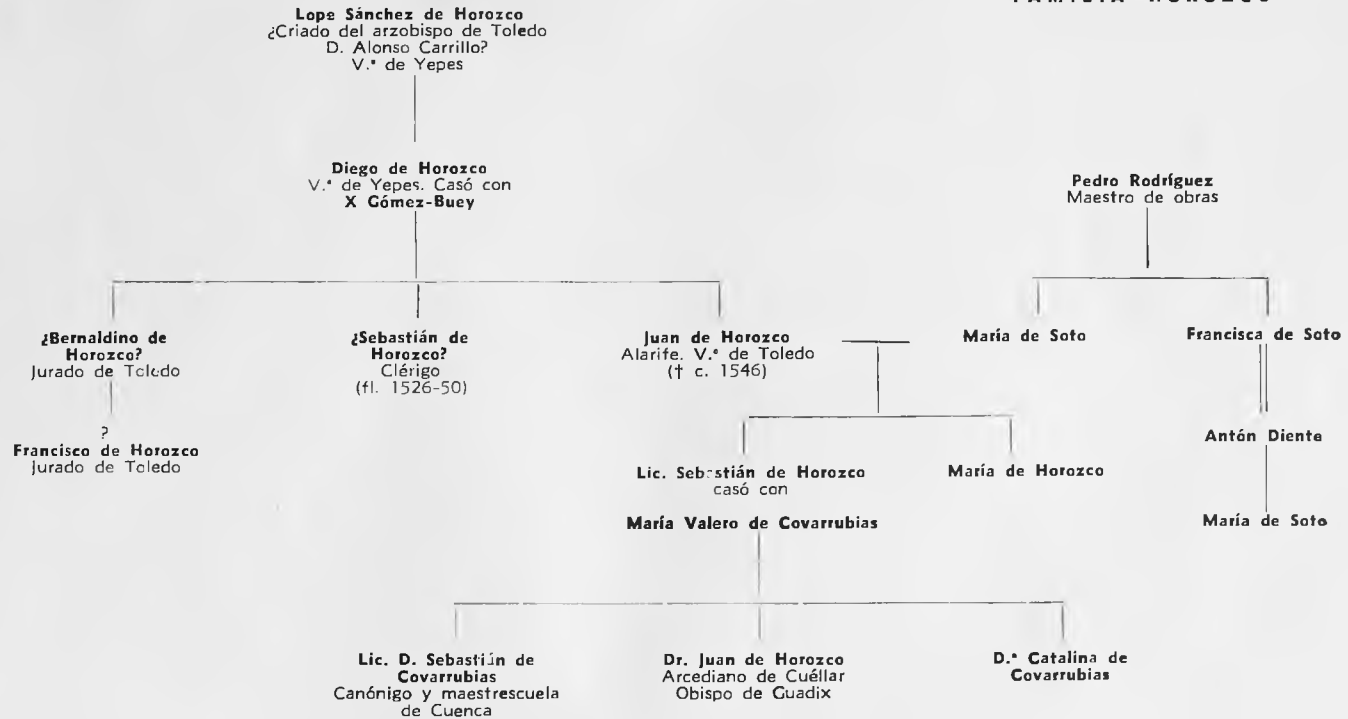 FAMILIA HOROZCO
Lope Sánchez de Horozco
¿Criado del arzobispo de Toledo
D. Alonso Carrillo?
V.ª de Yepes
Diego de Horozco
V.ª de Yepes. Casó con
X Gómez-Buey
Pedro Rodríguez
Maestro de obras
¿Bernaldino de
Horozco?
Jurado de Toledo
¿Sebastián de
Horozco?
Clérigo
(fl. 1526-50)
Juan de Horozco
Alarife. V.ª de Toledo
(† c. 1546)
María de Soto
Francisca de Soto
?
Francisco de Horozco
Jurado de Toledo
Lic. Sebastián de Horozco
casó con
María Valero de Covarrubias
María de Horozco
Antón Diente
María de Soto
Lic. D. Sebastián de
Covarrubias
Canónigo y maestrescuela
de Cuenca
Dr. Juan de Horozco
Arcediano de Cuéllar
Obispo de Guadix
D.ª Catalina de
Covarrubias